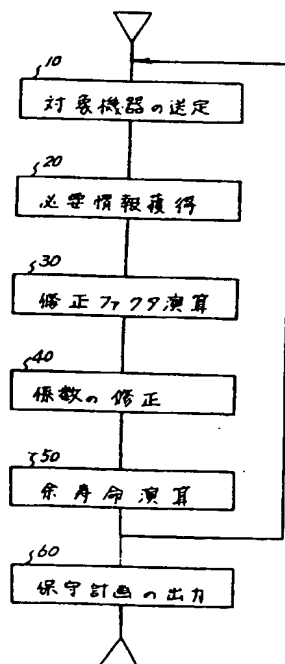 10
対象機器の送定
20
必要情報獲得
30
修正ファクタ演算
40
係数の修正
50
余寿命演算
60
保守計画の出力